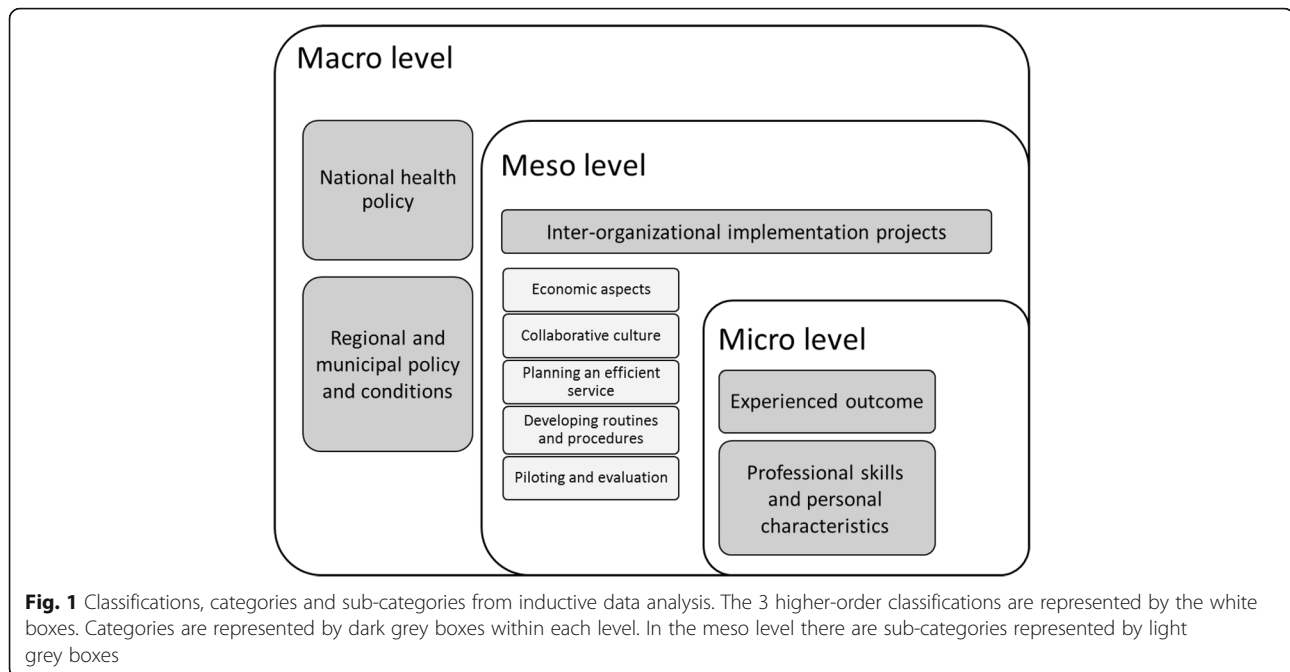 Macro level
National health
policy
Regional and
municipal policy
and conditions
Meso level
Inter-organizational implementation projects
Economic aspects
Collaborative culture
Planning an efficient
service
Developing routines
and procedures
Piloting and evaluation
Micro level
Experienced outcome
Professional skills
and personal
characteristics
Fig. 1 Classifications, categories and sub-categories from inductive data analysis. The 3 higher-order classifications are represented by the white
boxes. Categories are represented by dark grey boxes within each level. In the meso level there are sub-categories represented by light
grey boxes